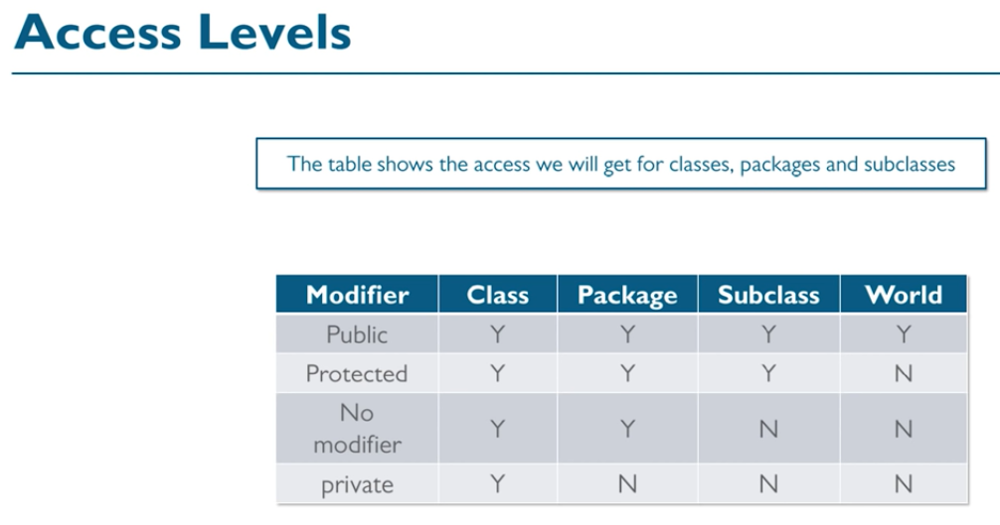 Access Levels
The table shows the access we will get for classes, packages and subclasses
Modifier Class Package Subclass World
Public Y Y Y Y
Protected Y Y Y N
No
modifier Y Y N N
private Y N N N